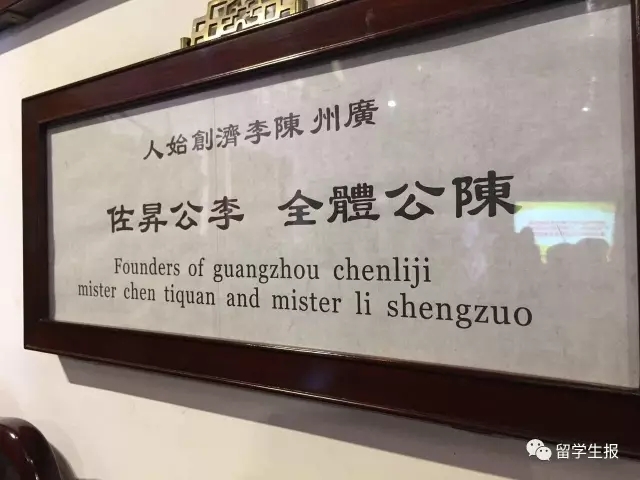 廣州陳李濟創始人
陳公體全 李公昇佐
Founders of guangzhou chenliji
mister chen tiquan and mister li shengzuo
留学生报